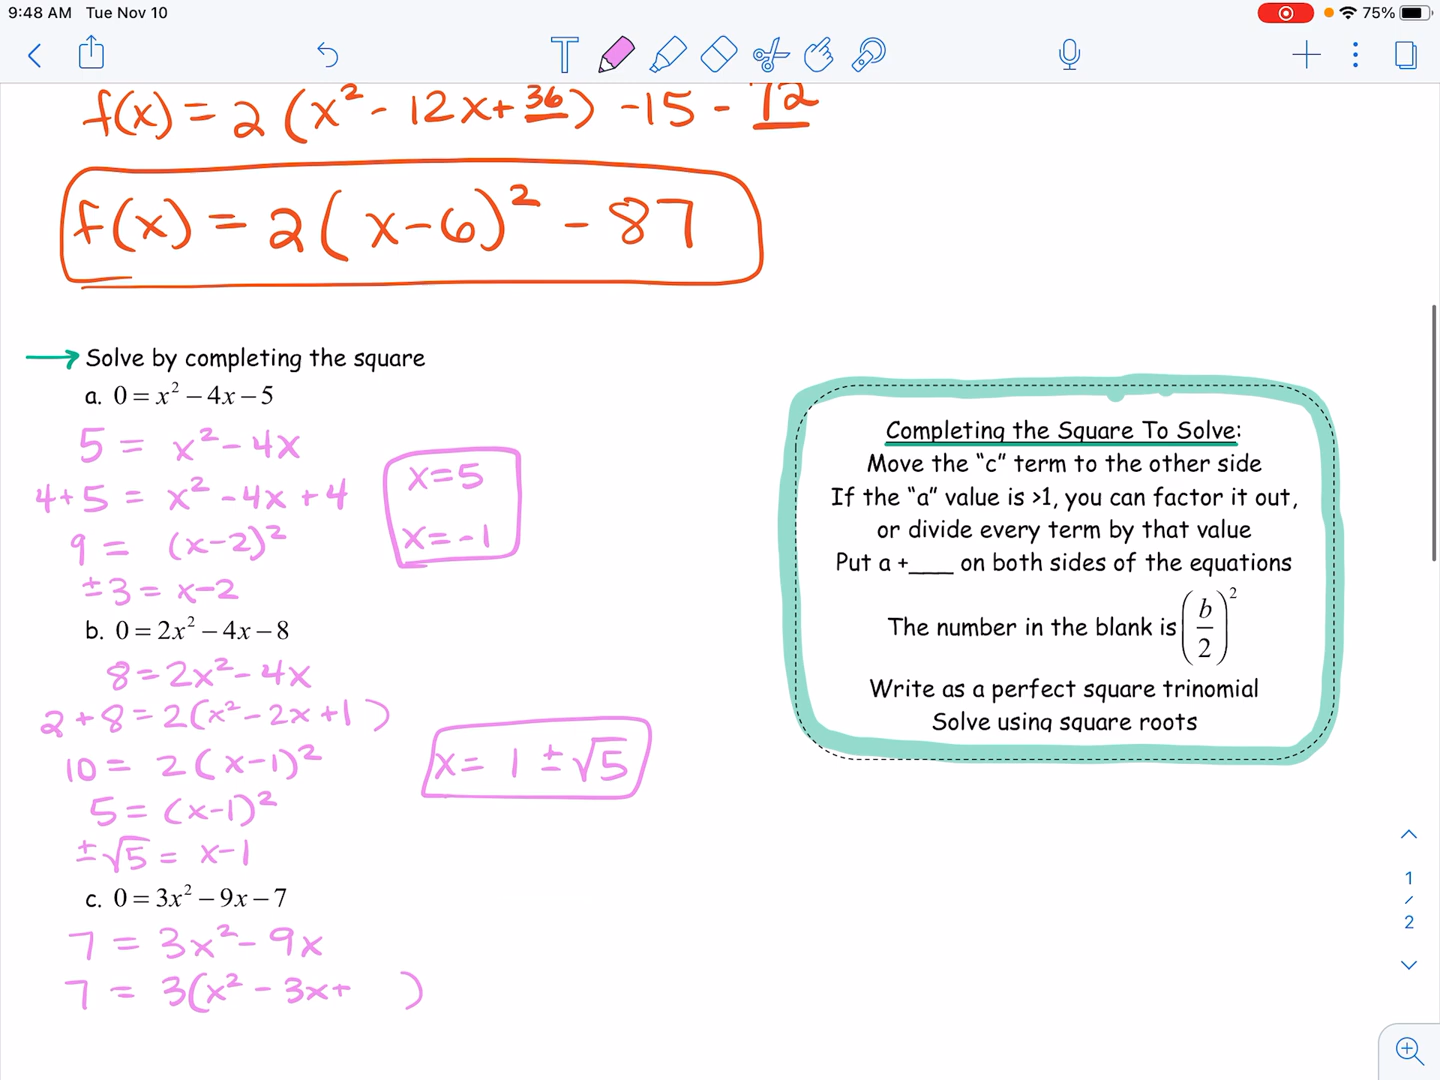 9:48 AM Tue Nov 10 75%
T
f(x) = 2 (x² - 12x + 36) -15 - 72
f(x) = 2 (x-6)² - 87
Solve by completing the square
a. 0 = x² − 4x − 5
5 = x² - 4x
4+5 = x² - 4x + 4
9 = (x-2)²
±3 = x-2
x=5
x=-1
b. 0 = 2x² − 4x − 8
8 = 2x² - 4x
2+8 = 2(x² - 2x +1 )
10 = 2(x-1)²
5 = (x-1)²
±√5 = x-1
x = 1 ± √5
c. 0 = 3x² − 9x − 7
7 = 3x² - 9x
7 = 3(x² - 3x + )
Completing the Square To Solve:
Move the "c" term to the other side
If the "a" value is >1, you can factor it out,
or divide every term by that value
Put a +____ on both sides of the equations
The number in the blank is (b/2)²
Write as a perfect square trinomial
Solve using square roots
1
/
2